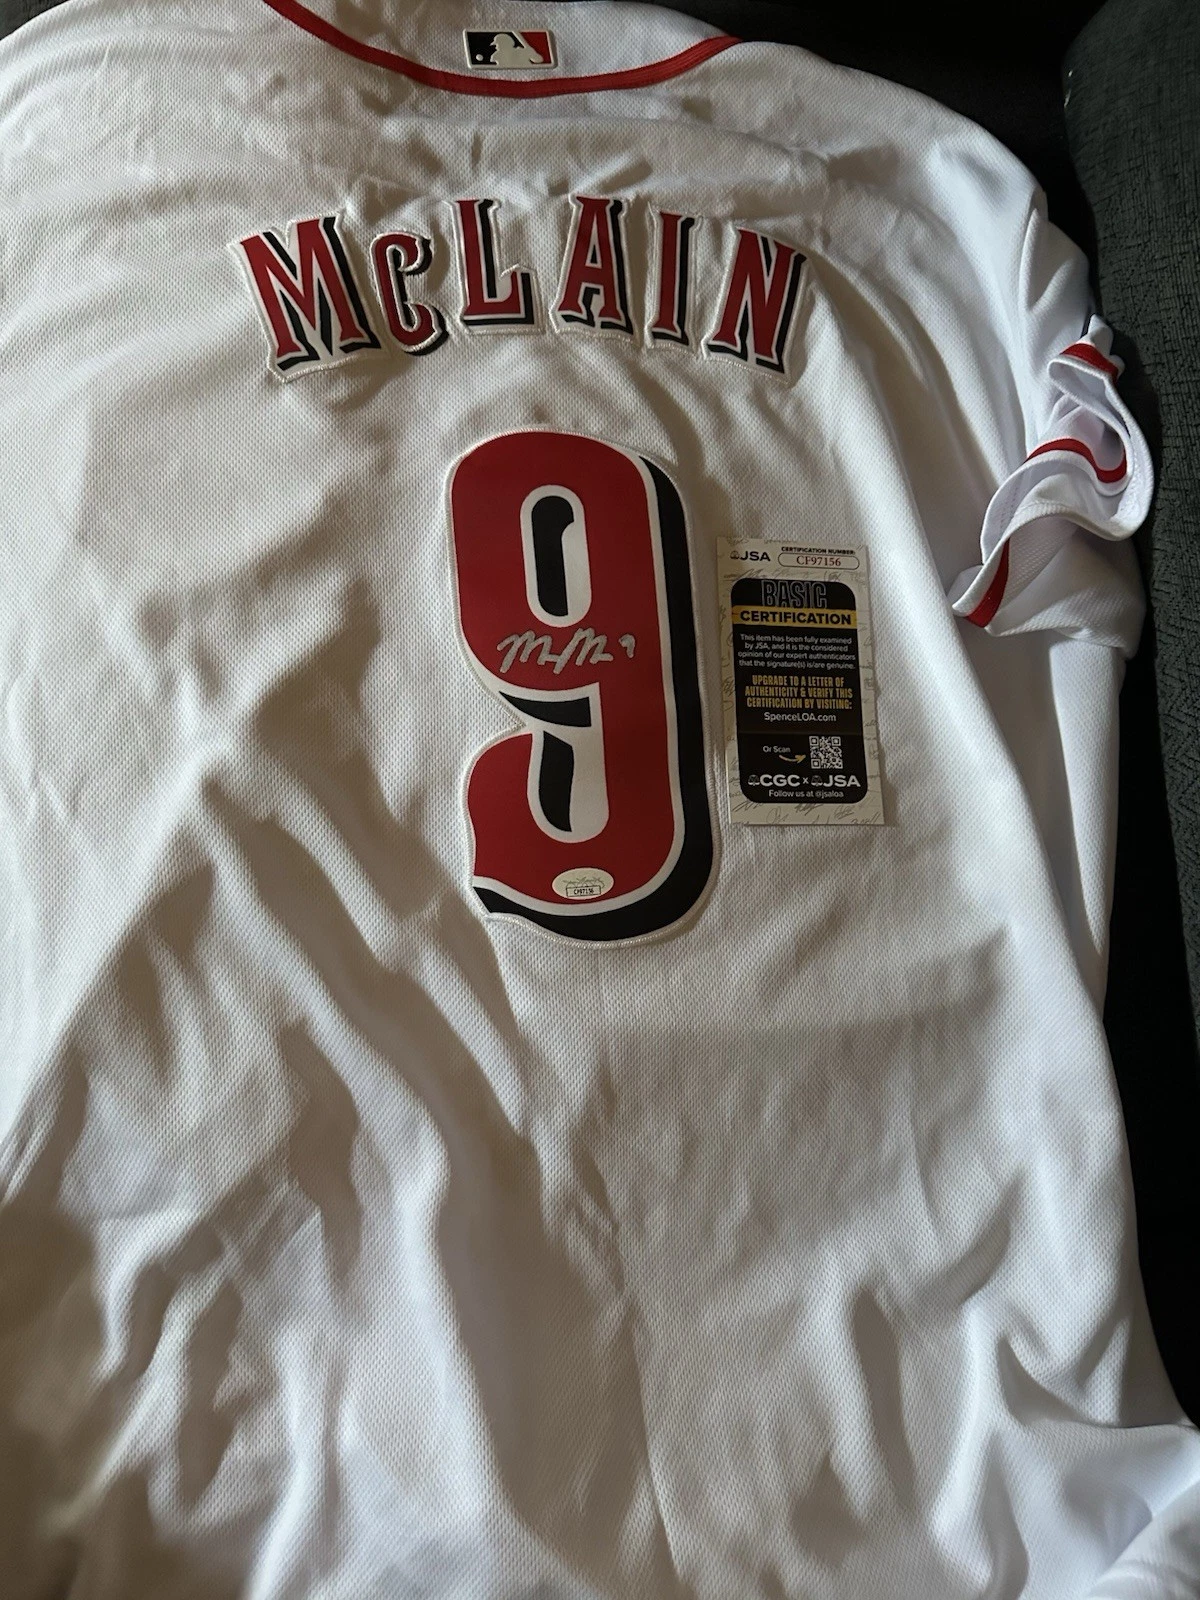 McLAIN
9
9
JSA
CERTIFICATION NUMBER:
CF97156
BASIC
CERTIFICATION
This item has been fully examined
by JSA, and it is the considered
opinion of our expert authenticators
that the signature(s) is/are genuine.
UPGRADE TO A LETTER OF
AUTHENTICITY & VERIFY THIS
CERTIFICATION BY VISITING:
SpenceLOA.com
Or Scan
CGC x JSA
Follow us at @jsaloa
CF97156